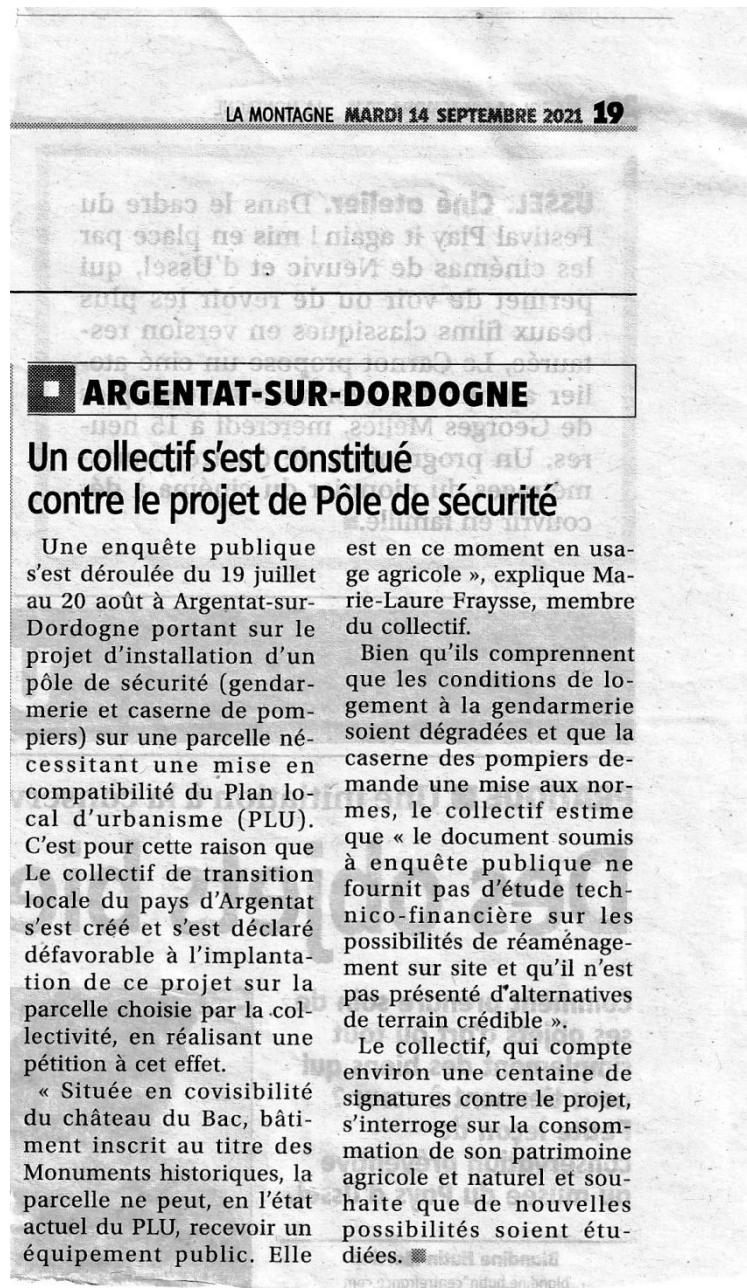 LA MONTAGNE MARDI 14 SEPTEMBRE 2021 19
ARGENTAT-SUR-DORDOGNE
Un collectif s'est constitué
contre le projet de Pôle de sécurité
Une enquête publique
s'est déroulée du 19 juillet
au 20 août à Argentat-sur-
Dordogne portant sur le
projet d'installation d'un
pôle de sécurité (gendar-
merie et caserne de pom-
piers) sur une parcelle né-
cessitant une mise en
compatibilité du Plan lo-
cal d'urbanisme (PLU).
C'est pour cette raison que
Le collectif de transition
locale du pays d'Argentat
s'est créé et s'est déclaré
défavorable à l'implanta-
tion de ce projet sur la
parcelle choisie par la col-
lectivité, en réalisant une
pétition à cet effet.
« Située en covisibilité
du château du Bac, bâti-
ment inscrit au titre des
Monuments historiques, la
parcelle ne peut, en l'état
actuel du PLU, recevoir un
équipement public. Elle
est en ce moment en usa-
ge agricole », explique Ma-
rie-Laure Fraysse, membre
du collectif.
Bien qu'ils comprennent
que les conditions de lo-
gement à la gendarmerie
soient dégradées et que la
caserne des pompiers de-
mande une mise aux nor-
mes, le collectif estime
que « le document soumis
à enquête publique ne
fournit pas d'étude tech-
nico-financière sur les
possibilités de réaménage-
ment sur site et qu'il n'est
pas présenté d'alternatives
de terrain crédible ».
Le collectif, qui compte
environ une centaine de
signatures contre le projet,
s'interroge sur la consom-
mation de son patrimoine
agricole et naturel et sou-
haite que de nouvelles
possibilités soient étu-
diées.